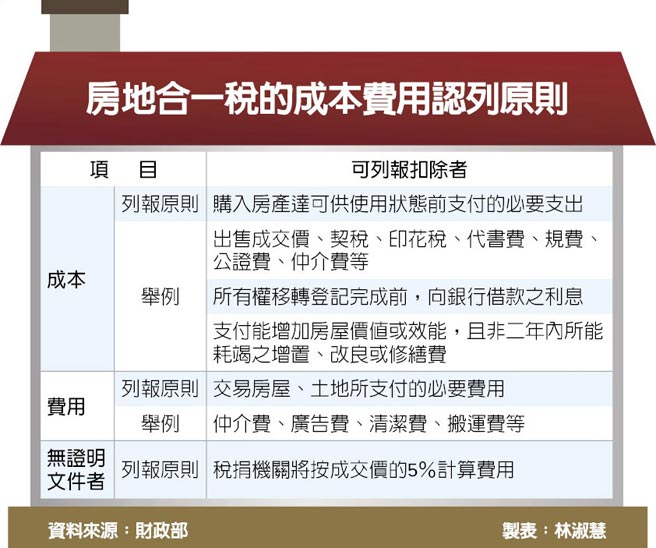 房地合一稅的成本費用認列原則
項目 可列報扣除者
成本
列報原則 購入房產達可供使用狀態前支付的必要支出
舉例
出售成交價、契稅、印花稅、代書費、規費、
公證費、仲介費等
所有權移轉登記完成前，向銀行借款之利息
支付能增加房屋價值或效能，且非二年內所能
耗竭之增置、改良或修繕費
費用
列報原則 交易房屋、土地所支付的必要費用
舉例 仲介費、廣告費、清潔費、搬運費等
無證明
文件者
列報原則 稅捐機關將按成交價的5%計算費用
資料來源：財政部 製表：林淑慧